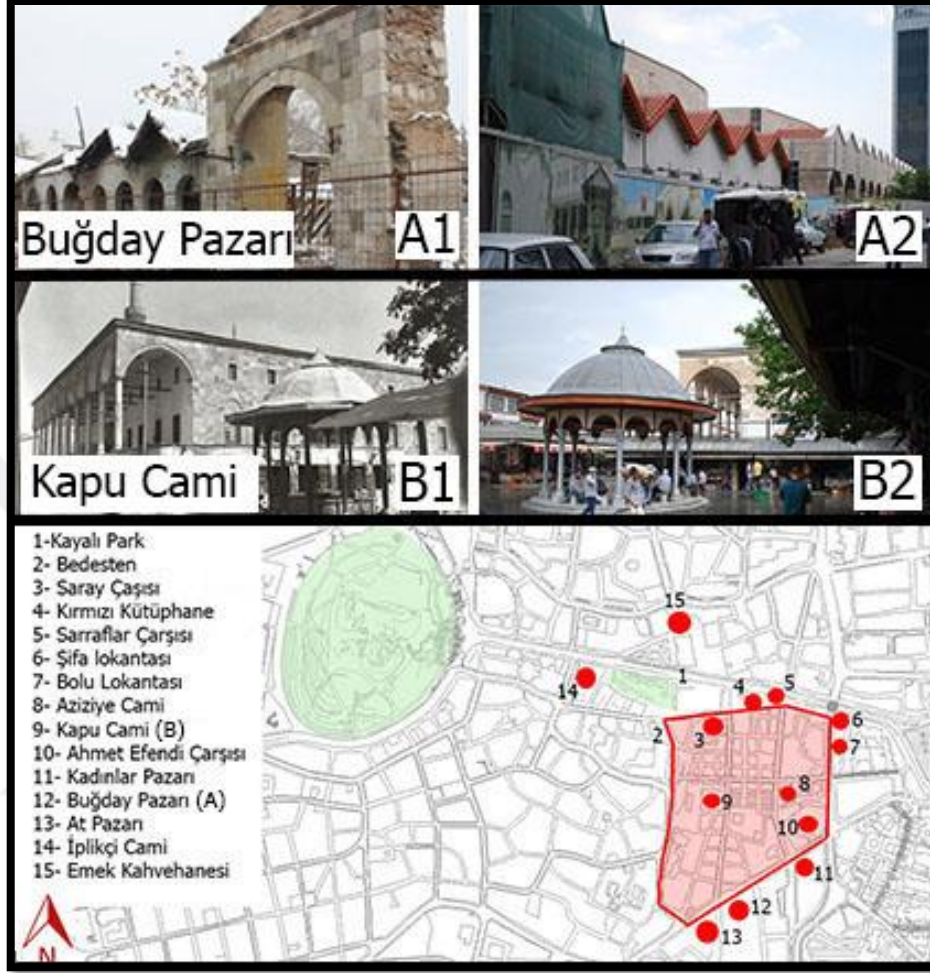 Buğday Pazarı
A1
A2
Kapu Cami
B1
B2
1-Kayalı Park
2- Bedesten
3- Saray Çaşısı
4- Kırmızı Kütüphane
5- Sarraflar Çarşısı
6- Şifa lokantası
7- Bolu Lokantası
8- Aziziye Cami
9- Kapu Cami (B)
10- Ahmet Efendi Çarşısı
11- Kadınlar Pazarı
12- Buğday Pazarı (A)
13- At Pazarı
14- İplikçi Cami
15- Emek Kahvehanesi
N
15
14
1
4
5
2
3
6
7
8
9
10
11
12
13